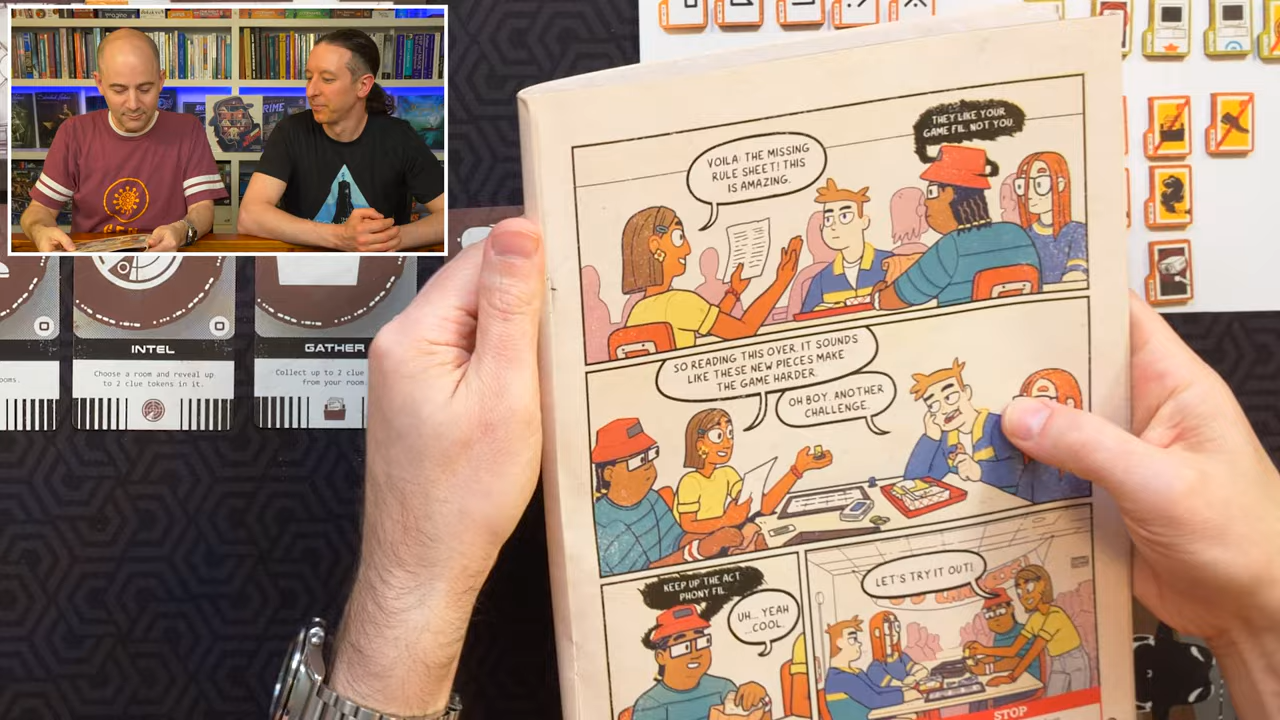 THEY LIKE YOUR
GAME FIL. NOT YOU.
VOILA! THE MISSING
RULE SHEET! THIS
IS AMAZING.
SO READING THIS OVER, IT SOUNDS
LIKE THESE NEW PIECES MAKE
THE GAME HARDER.
OH BOY. ANOTHER
CHALLENGE.
KEEP UP THE ACT
PHONY FIL.
UH... YEAH
...COOL.
LET'S TRY IT OUT!
STOP
INTEL
Choose a room and reveal up
to 2 clue tokens in it.
GATHER
Collect up to 2 clue
from your room.
ooms.